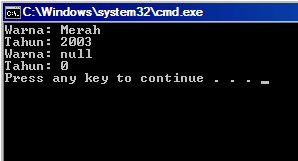 C:\Windows\system32\cmd.exe
Warna: Merah
Tahun: 2003
Warna: null
Tahun: 0
Press any key to continue . . . _